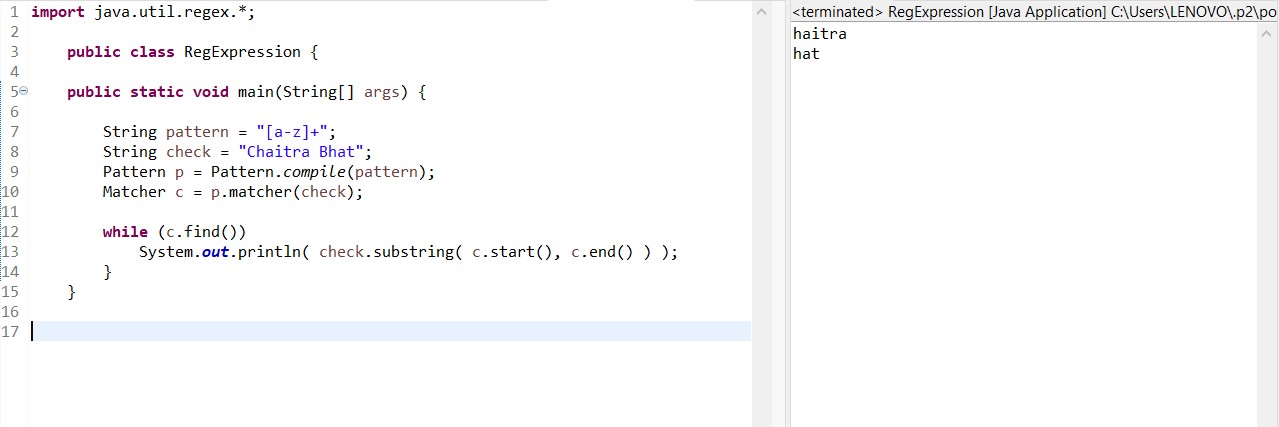 1 import java.util.regex.*;
2
3 public class RegExpression {
4
5 public static void main(String[] args) {
6
7 String pattern = "[a-z]+";
8 String check = "Chaitra Bhat";
9 Pattern p = Pattern.compile(pattern);
10 Matcher c = p.matcher(check);
11
12 while (c.find())
13 System.out.println( check.substring( c.start(), c.end() ) );
14 }
15 }
16
17
<terminated> RegExpression [Java Application] C:\Users\LENOVO\.p2\po
haitra
hat